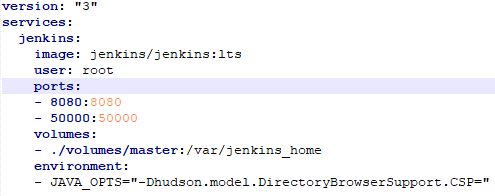 version: "3"
services:
  jenkins:
    image: jenkins/jenkins:lts
    user: root
    ports:
    - 8080:8080
    - 50000:50000
    volumes:
    - ./volumes/master:/var/jenkins_home
    environment:
    - JAVA_OPTS="-Dhudson.model.DirectoryBrowserSupport.CSP="